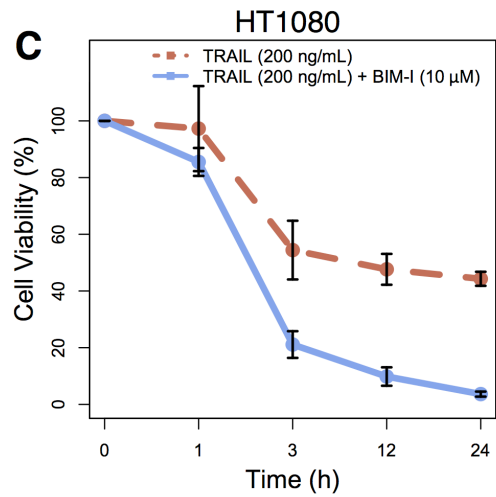 C
HT1080
TRAIL (200 ng/mL)
TRAIL (200 ng/mL) + BIM-I (10 μM)
Cell Viability (%)
100
80
60
40
20
0
0 1 3 12 24
Time (h)